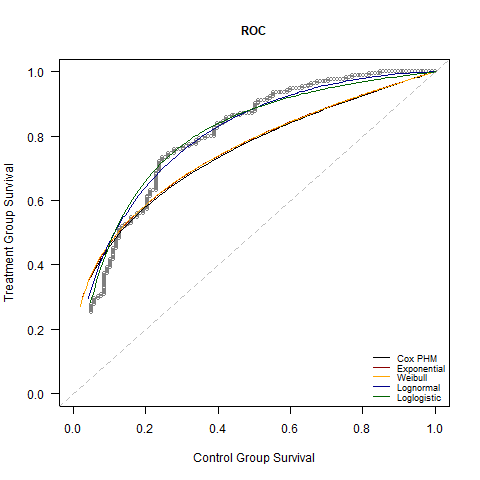 ROC
Treatment Group Survival
1.0
0.8
0.6
0.4
0.2
0.0
Cox PHM
Exponential
Weibull
Lognormal
Loglogistic
0.0 0.2 0.4 0.6 0.8 1.0
Control Group Survival